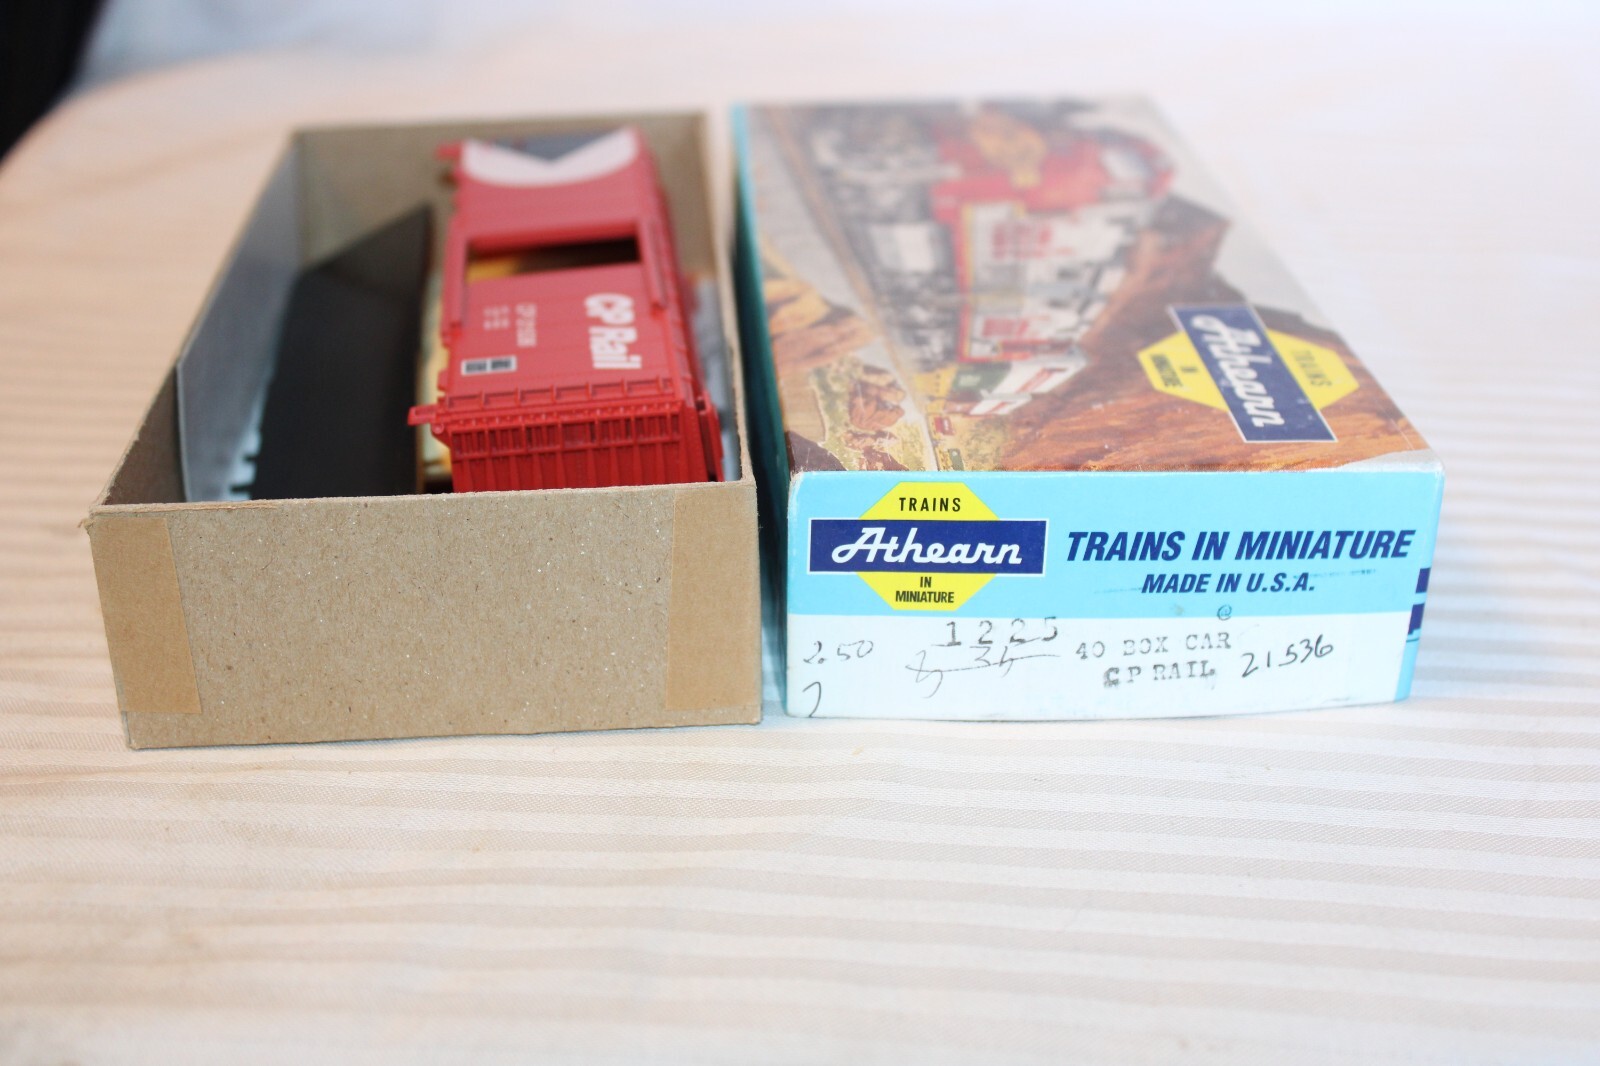 CP Rail
TRAINS
Athearn
IN
MINIATURE
TRAINS
Athearn
IN
MINIATURE
TRAINS IN MINIATURE
MADE IN U.S.A.
2.50
1225
40 BOX CAR
CP RAIL 21536